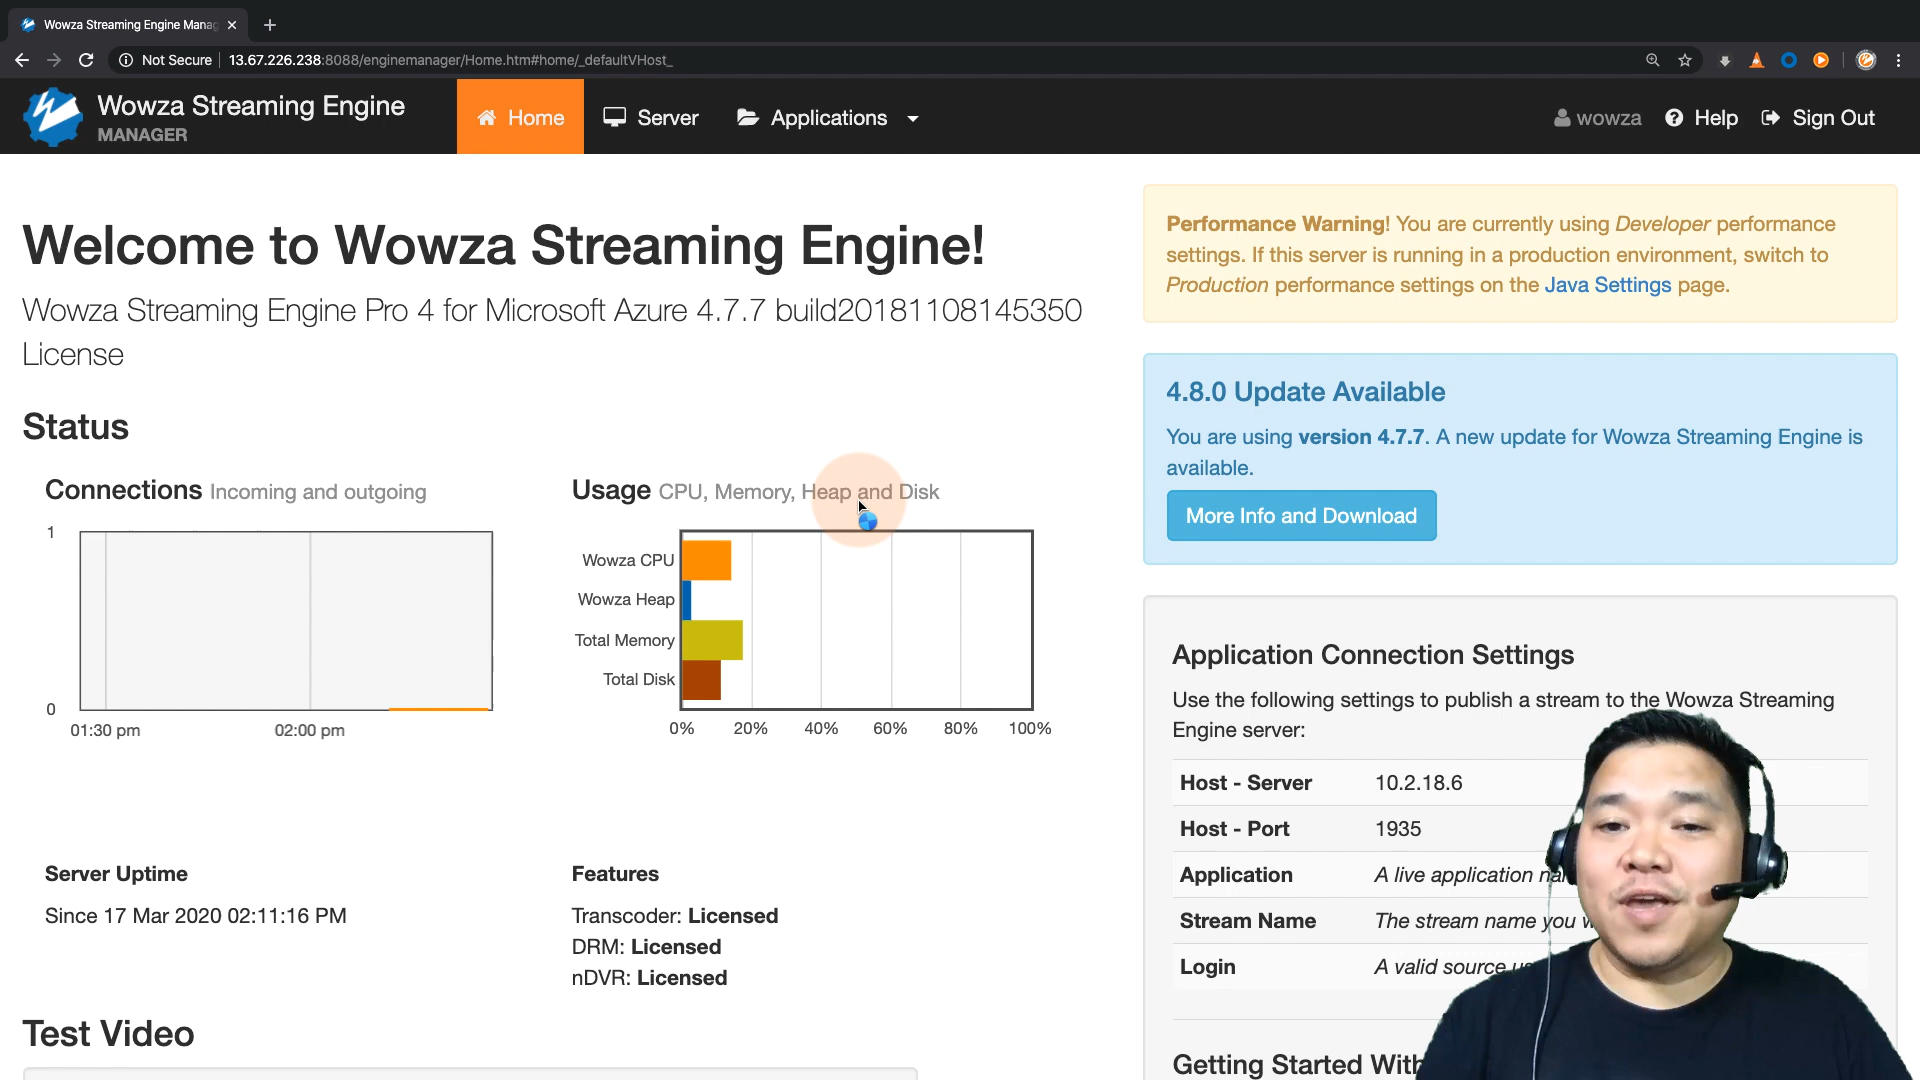 Wowza Streaming Engine Manag
Not Secure
13.67.226.238:8088/enginemanager/Home.htm#home/_defaultVHost_
Wowza Streaming Engine
MANAGER
Home
Server
Applications
wowza
Help
Sign Out
Welcome to Wowza Streaming Engine!
Wowza Streaming Engine Pro 4 for Microsoft Azure 4.7.7 build20181108145350
License
Status
Connections Incoming and outgoing
1
0
01:30 pm
02:00 pm
Usage CPU, Memory, Heap and Disk
Wowza CPU
Wowza Heap
Total Memory
Total Disk
0% 20% 40% 60% 80% 100%
Server Uptime
Since 17 Mar 2020 02:11:16 PM
Features
Transcoder: Licensed
DRM: Licensed
nDVR: Licensed
Test Video
Performance Warning! You are currently using Developer performance
settings. If this server is running in a production environment, switch to
Production performance settings on the Java Settings page.
4.8.0 Update Available
You are using version 4.7.7. A new update for Wowza Streaming Engine is
available.
More Info and Download
Application Connection Settings
Use the following settings to publish a stream to the Wowza Streaming
Engine server:
Host - Server 10.2.18.6
Host - Port 1935
Application A live application
Stream Name The stream name you
Login A valid source
Getting Started With